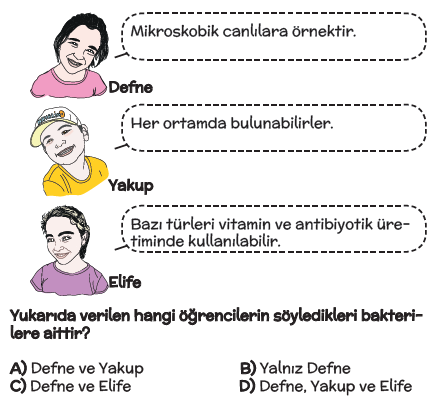 Mikroskobik canlılara örnektir.
Defne
Her ortamda bulunabilirler.
Yakup
Bazı türleri vitamin ve antibiyotik üre-
timinde kullanılabilir.
Elife
Yukarıda verilen hangi öğrencilerin söyledikleri bakteri-
lere aittir?
A) Defne ve Yakup
B) Yalnız Defne
C) Defne ve Elife
D) Defne, Yakup ve Elife